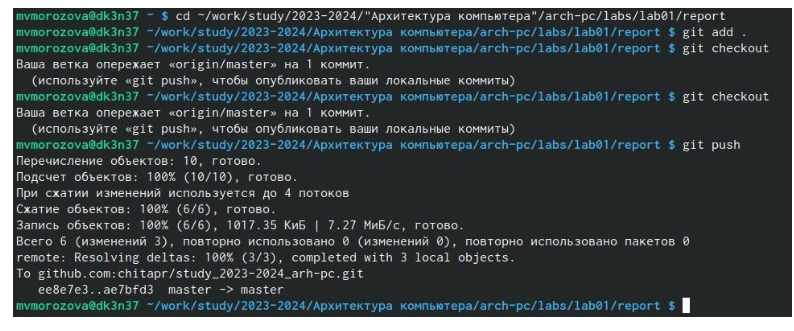 mvmorozova@dk3n37 ~ $ cd ~/work/study/2023-2024/"Архитектура компьютера"/arch-pc/labs/lab01/report
mvmorozova@dk3n37 ~/work/study/2023-2024/Архитектура компьютера/arch-pc/labs/lab01/report $ git add .
mvmorozova@dk3n37 ~/work/study/2023-2024/Архитектура компьютера/arch-pc/labs/lab01/report $ git checkout
Ваша ветка опережает «origin/master» на 1 коммит.
(используйте «git push», чтобы опубликовать ваши локальные коммиты)
mvmorozova@dk3n37 ~/work/study/2023-2024/Архитектура компьютера/arch-pc/labs/lab01/report $ git checkout
Ваша ветка опережает «origin/master» на 1 коммит.
(используйте «git push», чтобы опубликовать ваши локальные коммиты)
mvmorozova@dk3n37 ~/work/study/2023-2024/Архитектура компьютера/arch-pc/labs/lab01/report $ git push
Перечисление объектов: 10, готово.
Подсчет объектов: 100% (10/10), готово.
При сжатии изменений используется до 4 потоков
Сжатие объектов: 100% (6/6), готово.
Запись объектов: 100% (6/6), 1017.35 КиБ | 7.27 МиБ/с, готово.
Всего 6 (изменений 3), повторно использовано 0 (изменений 0), повторно использовано пакетов 0
remote: Resolving deltas: 100% (3/3), completed with 3 local objects.
To github.com:chitapr/study_2023-2024_arh-pc.git
ee8e7e3..ae7bfd3 master -> master
mvmorozova@dk3n37 ~/work/study/2023-2024/Архитектура компьютера/arch-pc/labs/lab01/report $